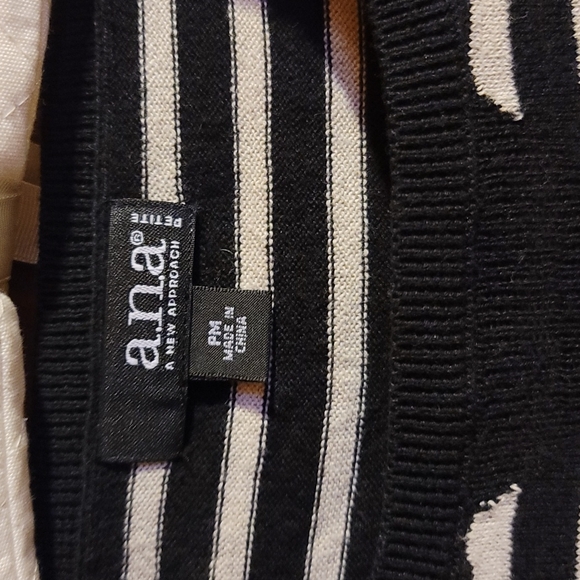 a.n.a®
A NEW APPROACH
PETITE
PM
MADE IN
CHINA